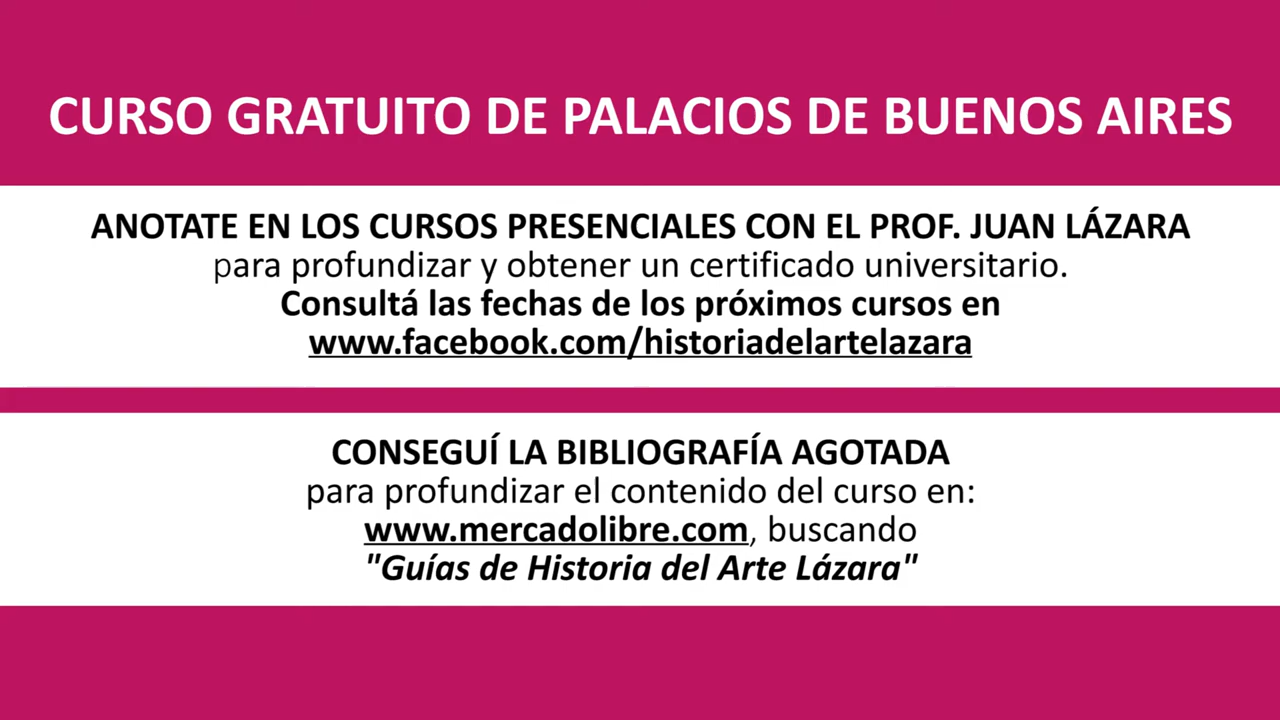 CURSO GRATUITO DE PALACIOS DE BUENOS AIRES
ANOTATE EN LOS CURSOS PRESENCIALES CON EL PROF. JUAN LÁZARA
para profundizar y obtener un certificado universitario.
Consultá las fechas de los próximos cursos en
www.facebook.com/historiadelartelazara
CONSEGUÍ LA BIBLIOGRAFÍA AGOTADA
para profundizar el contenido del curso en:
www.mercadolibre.com, buscando
"Guías de Historia del Arte Lázara"